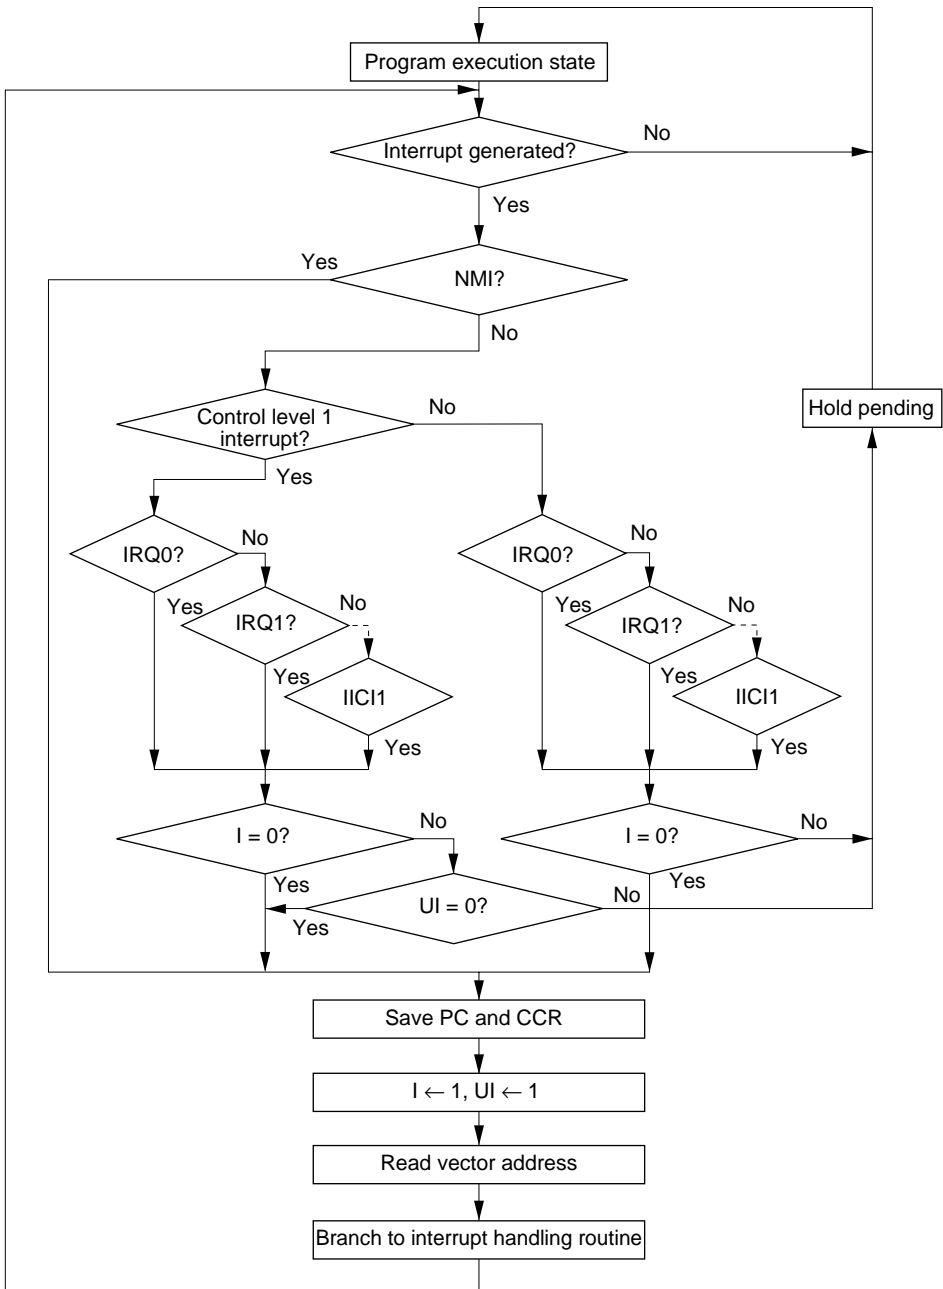 Program execution state
Interrupt generated?
No
Yes
Yes
NMI?
No
Control level 1
interrupt?
No
Hold pending
Yes
IRQ0?
No
IRQ0?
No
Yes
IRQ1?
No
Yes
IRQ1?
No
Yes
IICI1
Yes
IICI1
Yes
Yes
I = 0?
No
I = 0?
No
Yes
Yes
UI = 0?
No
Yes
Save PC and CCR
I ← 1, UI ← 1
Read vector address
Branch to interrupt handling routine